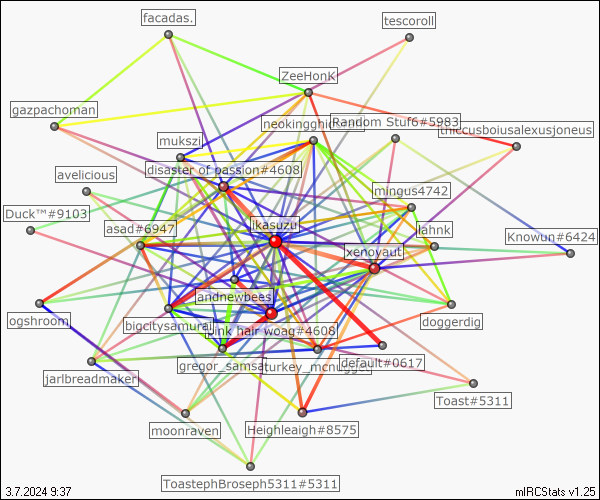 facadas.
tescoroll
ZeeHonK
gazpachoman
neokingghid
Random Stuf6#5983
thiccusboiusalexusjoneus
mukszi
disaster of passion#4608
avelicious
mingus4742
Duck™#9103
asad#6947
ikasuzu
lahnk
Knowun#6424
xenoyaut
andnewbees
ogshroom
bigcitysamurai
pink hair woag#4608
doggerdig
gregor_samsa
turkey_mcnugge
default#0617
jarlbreadmaker
Toast#5311
moonraven
Heighleaigh#8575
ToastephBroseph5311#5311
3.7.2024 9:37
mIRCStats v1.25